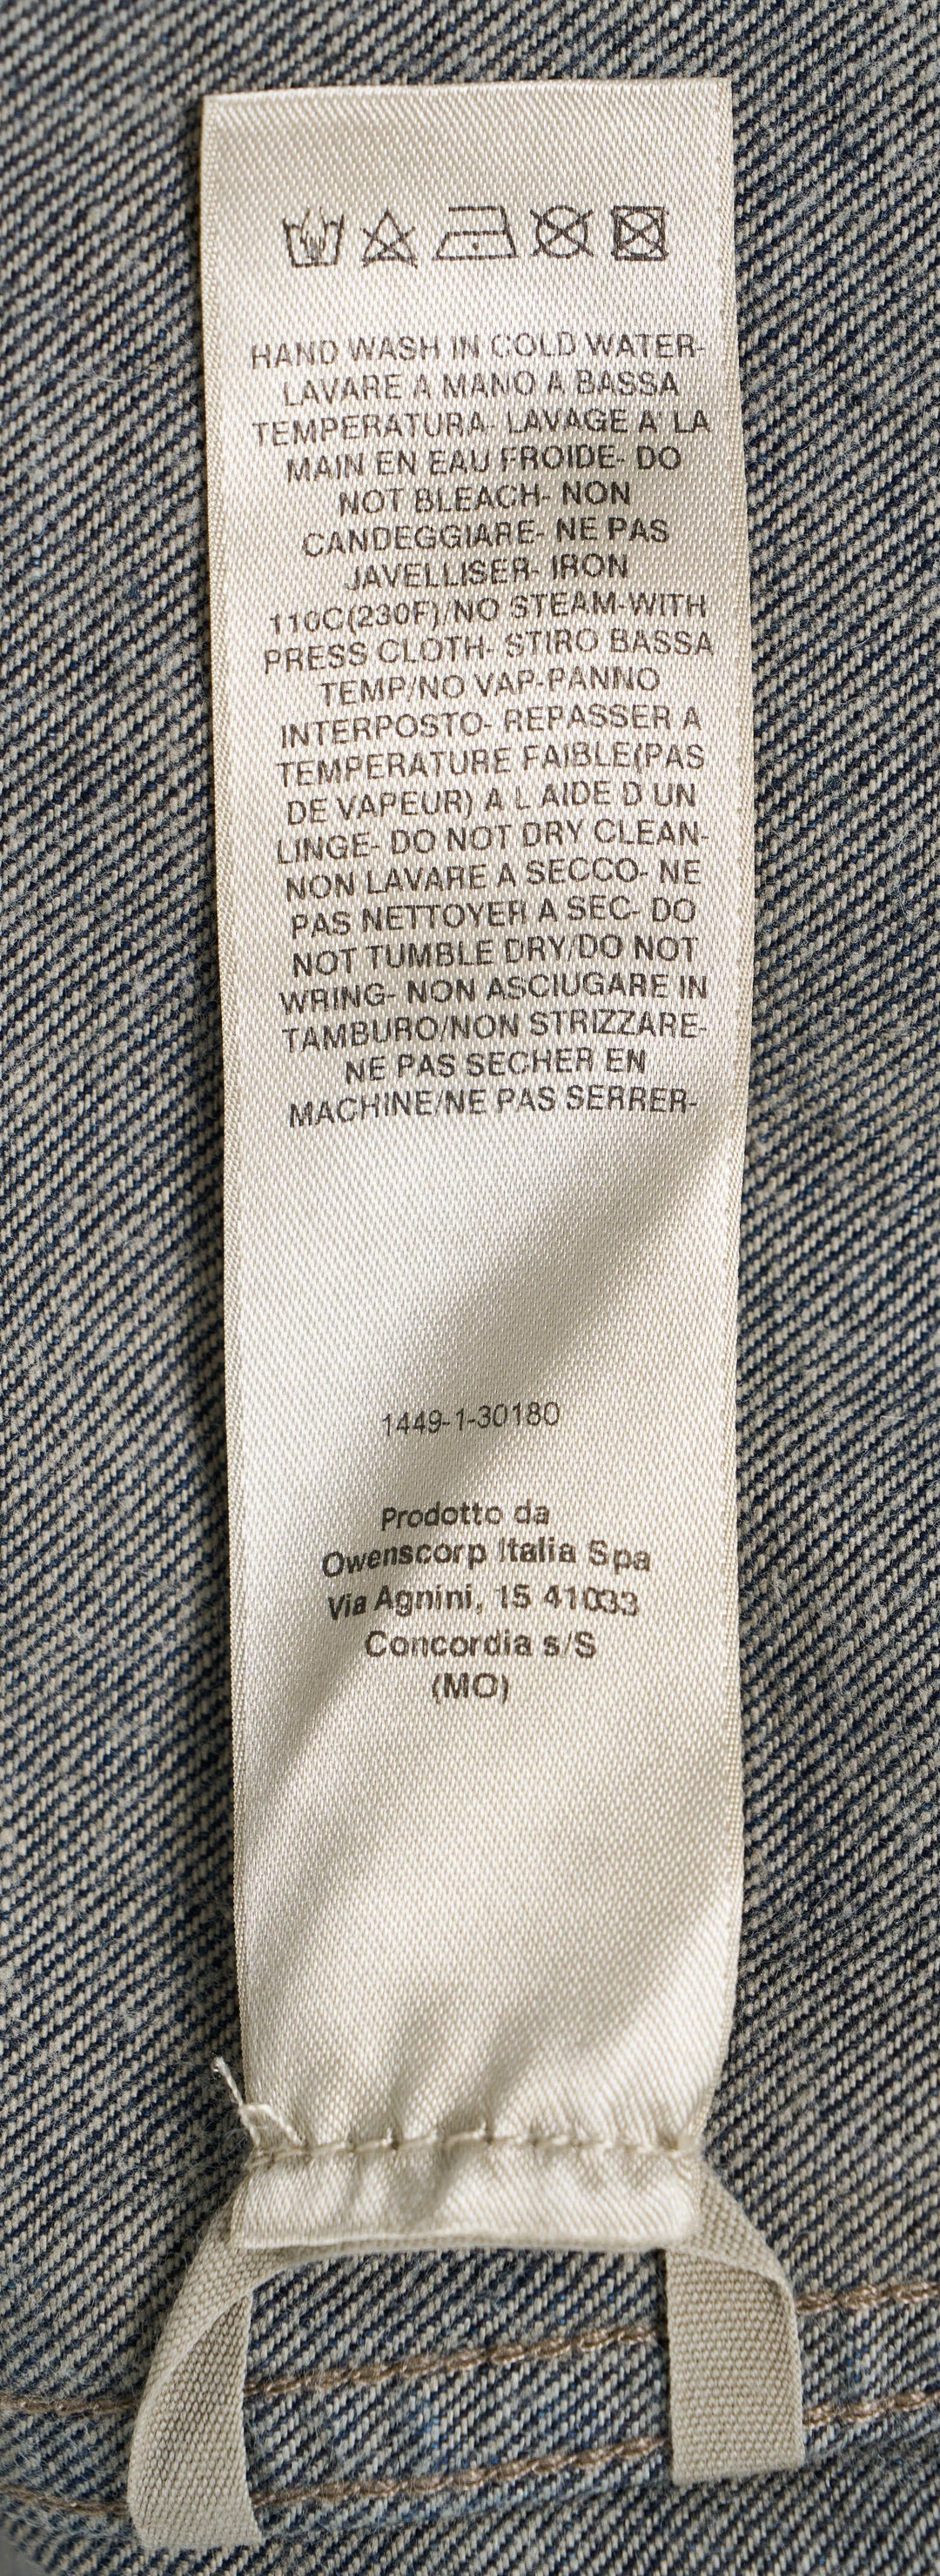 HAND WASH IN COLD WATER-
LAVARE A MANO A BASSA
TEMPERATURA- LAVAGE A' LA
MAIN EN EAU FROIDE- DO
NOT BLEACH- NON
CANDEGGIARE- NE PAS
JAVELLISER- IRON
110C(230F)/NO STEAM-WITH
PRESS CLOTH- STIRO BASSA
TEMP/NO VAP-PANNO
INTERPOSTO- REPASSER A
TEMPERATURE FAIBLE(PAS
DE VAPEUR) A L AIDE D UN
LINGE- DO NOT DRY CLEAN-
NON LAVARE A SECCO- NE
PAS NETTOYER A SEC- DO
NOT TUMBLE DRY/DO NOT
WRING- NON ASCIUGARE IN
TAMBURO/NON STRIZZARE-
NE PAS SECHER EN
MACHINE/NE PAS SERRER-
1449-1-30180
Prodotto da
Owenscorp Italia Spa
Via Agnini, 15 41033
Concordia s/S
(MO)